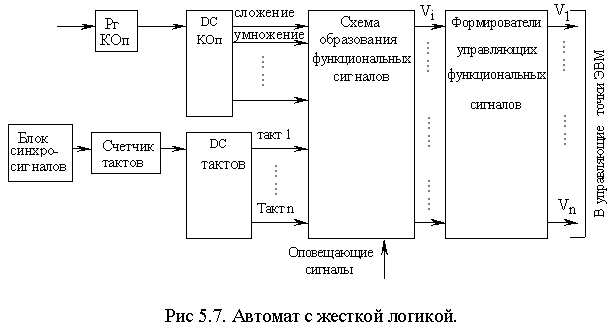 Рг
КОп
DC
КОп
сложение
умножение
Схема
образования
функциональных
сигналов
Vi
Формирователи
управляющих
функциональных
сигналов
V1
Vn
В управляющие точки ЭВМ
Блок
синхро-
сигналов
Счетчик
тактов
DC
тактов
такт 1
Такт n
Оповещающие
сигналы
Рис 5.7. Автомат с жесткой логикой.